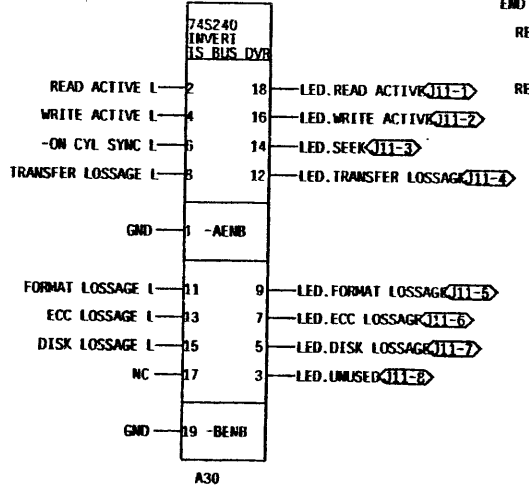 END
74S240
INVERT
TS BUS DVR
RE
READ ACTIVE L 2 18 LED.READ ACTIVE J11-1
RE
WRITE ACTIVE L 4 16 LED.WRITE ACTIVE J11-2
-ON CYL SYNC L 6 14 LED.SEEK J11-3
TRANSFER LOSSAGE L 8 12 LED.TRANSFER LOSSAGE J11-4
GND 1 -AENB
FORMAT LOSSAGE L 11 9 LED.FORMAT LOSSAGE J11-5
ECC LOSSAGE L 13 7 LED.ECC LOSSAGE J11-6
DISK LOSSAGE L 15 5 LED.DISK LOSSAGE J11-7
NC 17 3 LED.UNUSED J11-8
GND 19 -BENB
A30